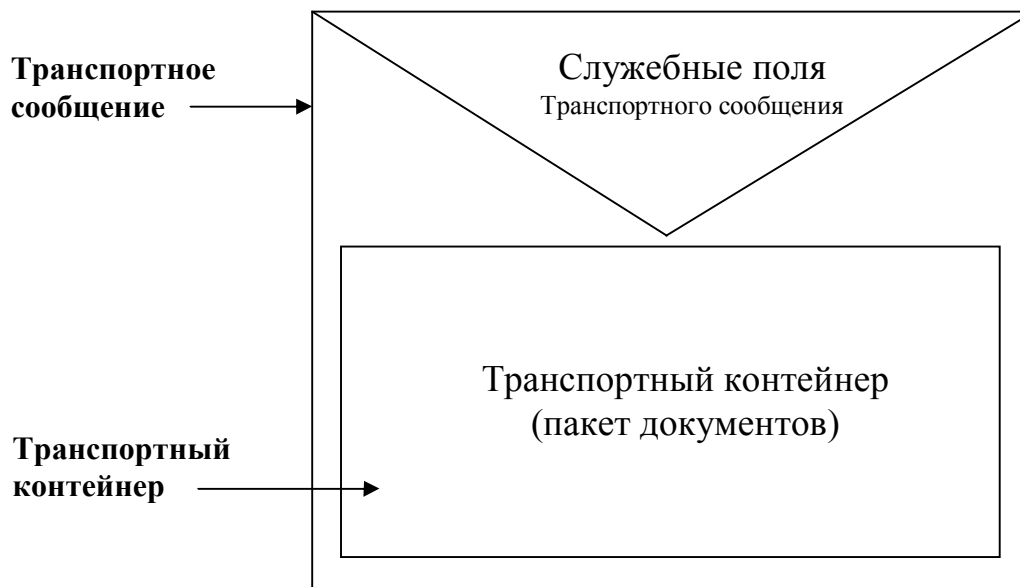 Служебные поля
Транспортного сообщения
Транспортное
сообщение
Транспортный контейнер
(пакет документов)
Транспортный
контейнер